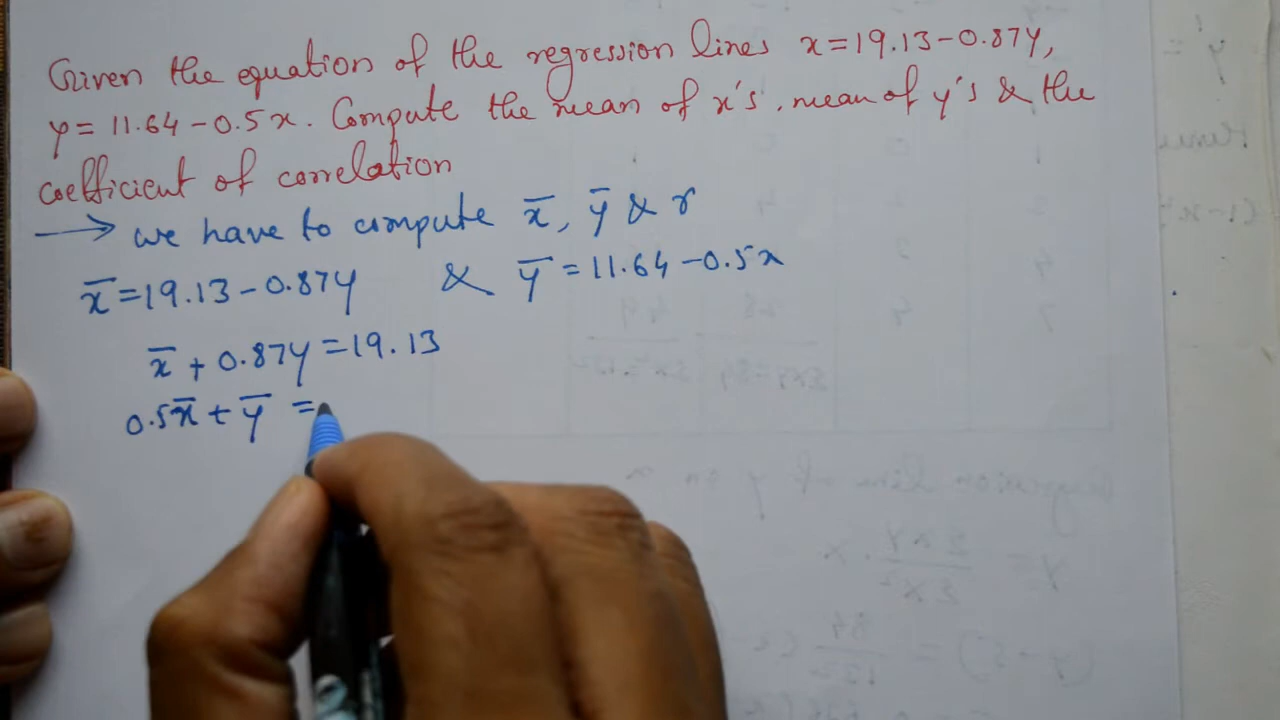 Given the equation of the regression lines x=19.13-0.87y,
y=11.64-0.5x. Compute the mean of x's, mean of y's & the
coefficient of correlation
→ we have to compute x̄, ȳ & r
x̄=19.13-0.87y & ȳ=11.64-0.5x
x̄+0.87y=19.13
0.5x̄+ȳ =